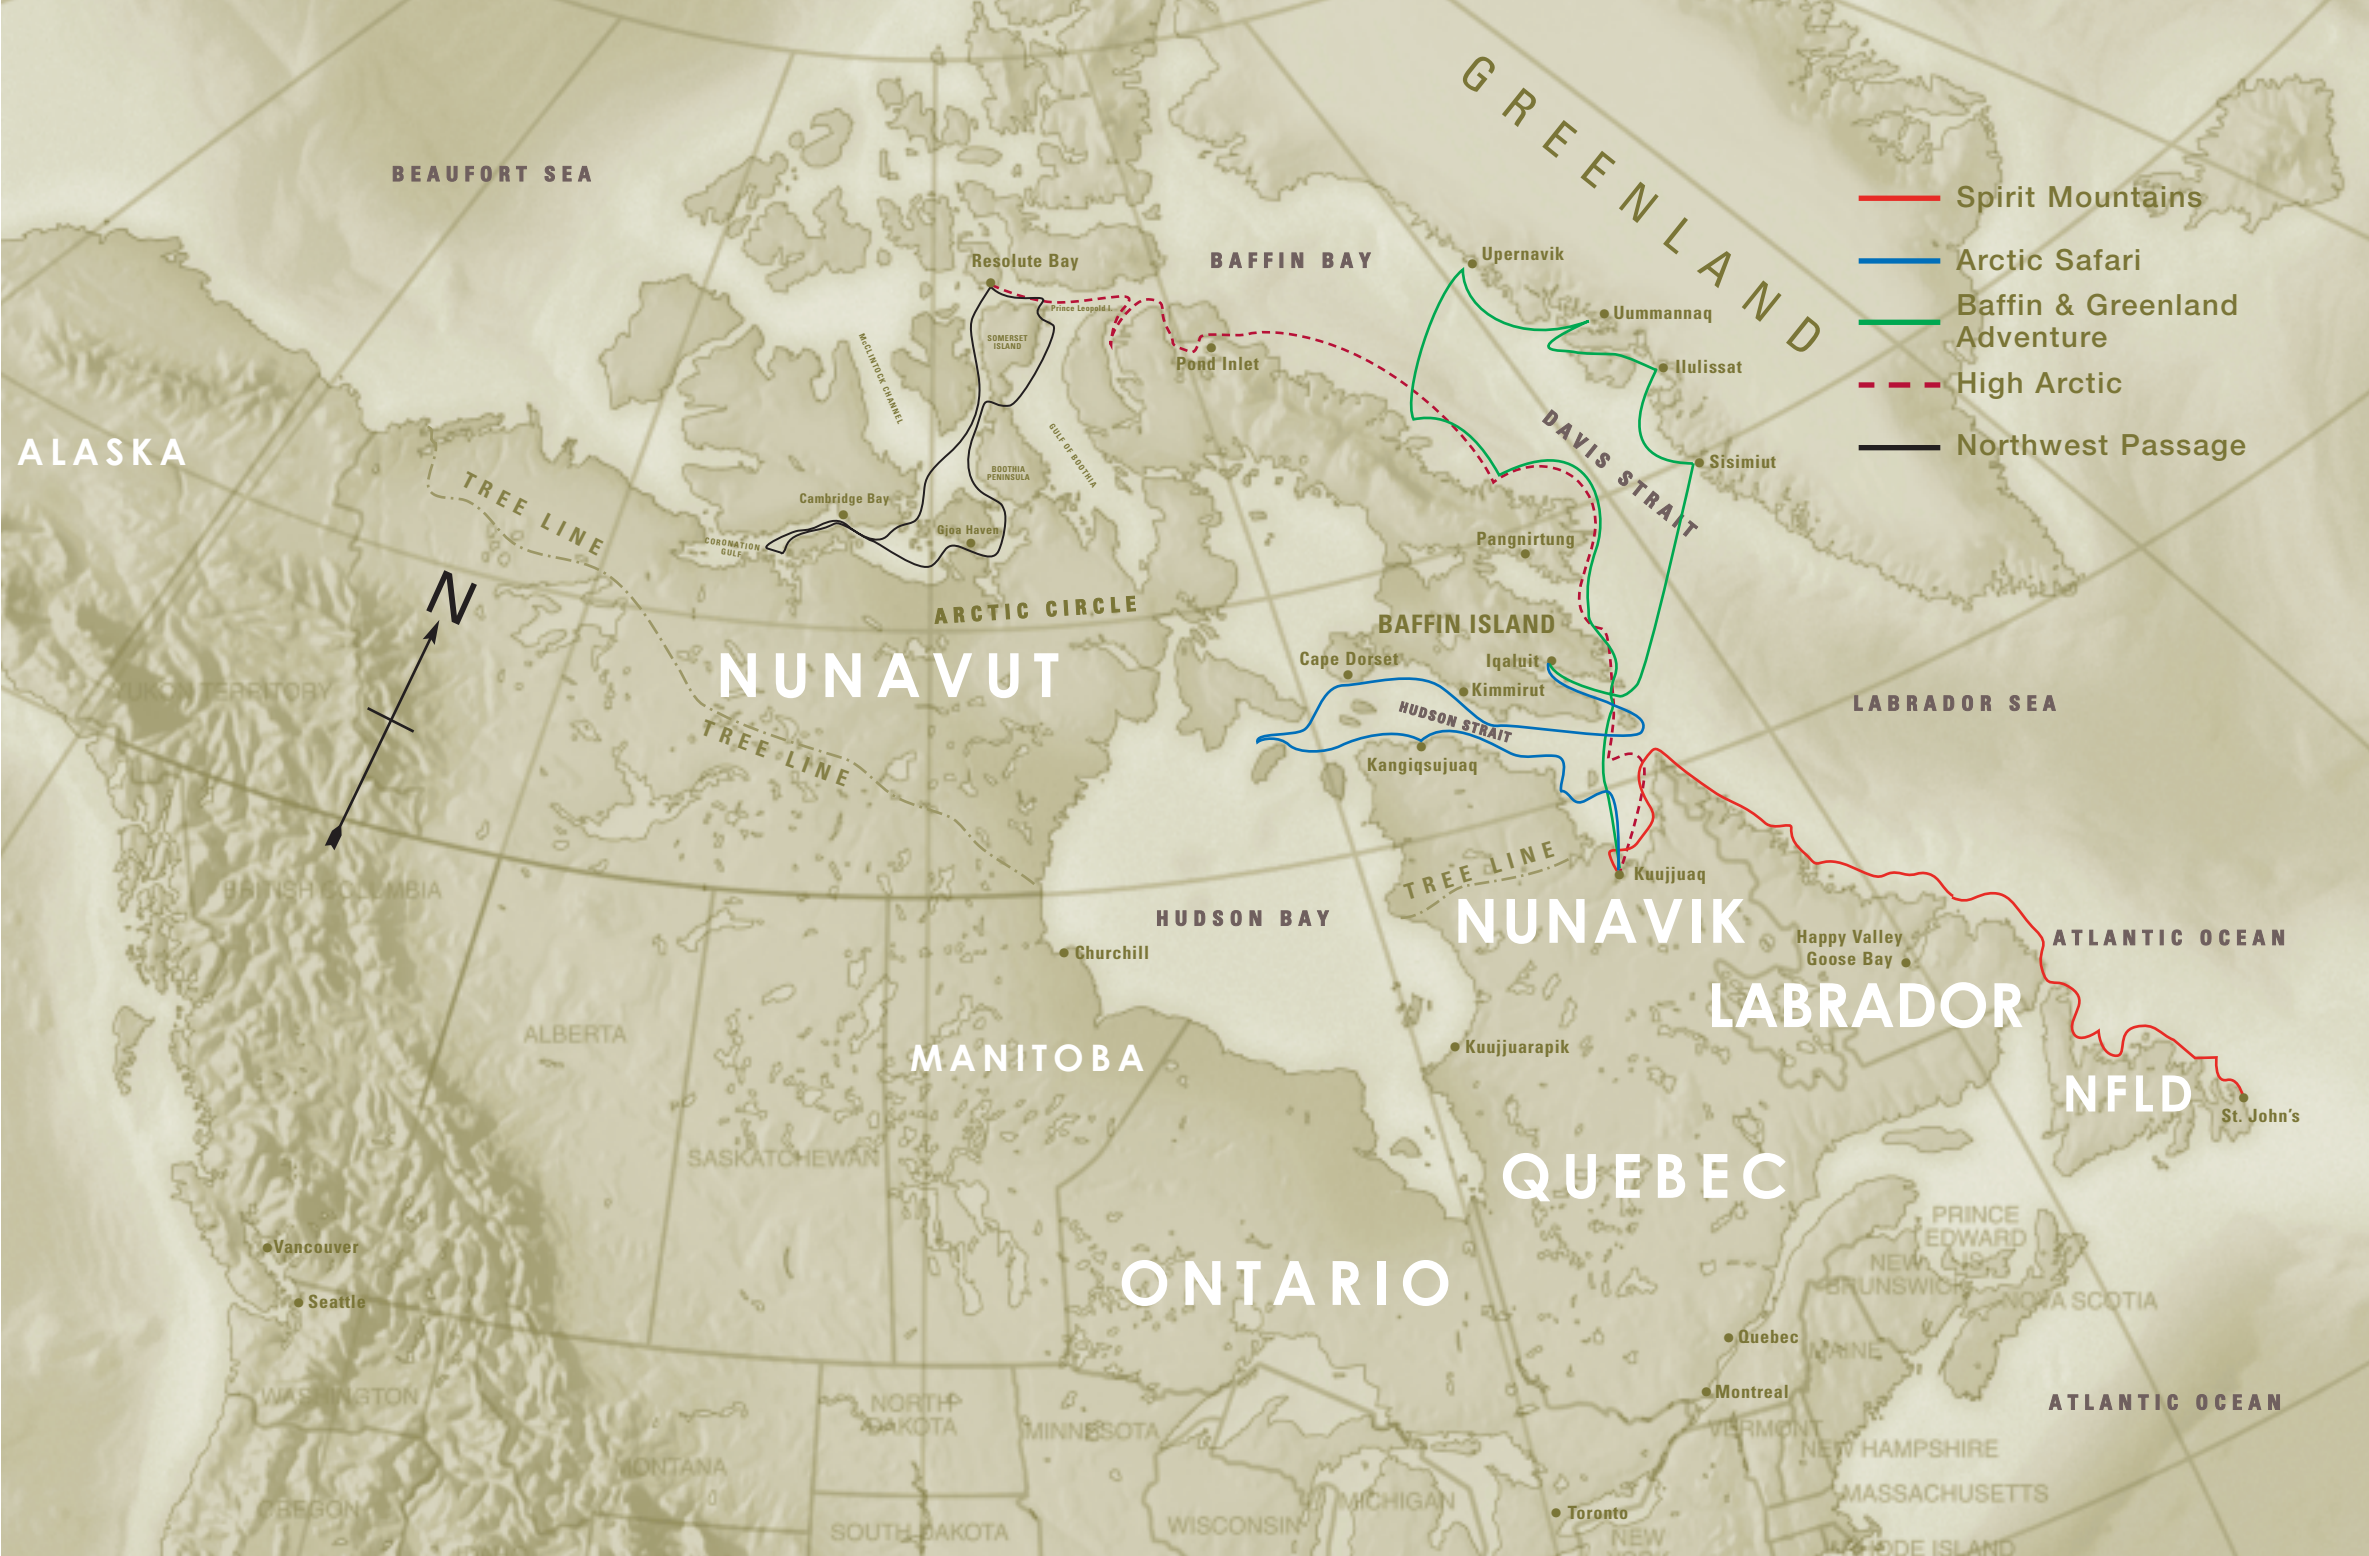 GREENLAND
BEAUFORT SEA
BAFFIN BAY
Resolute Bay
Upernavik
Prince Leopold I.
Uummannaq
SOMERSET
ISLAND
McCLINTOCK CHANNEL
Pond Inlet
Ilulissat
Spirit Mountains
Arctic Safari
Baffin & Greenland
Adventure
High Arctic
Northwest Passage
ALASKA
TREE LINE
GULF OF BOOTHIA
BOOTHIA
PENINSULA
DAVIS STRAIT
Sisimiut
Cambridge Bay
Gjoa Haven
CORONATION
GULF
Pangnirtung
N
ARCTIC CIRCLE
BAFFIN ISLAND
NUNAVUT
Cape Dorset
Iqaluit
Kimmirut
YUKON TERRITORY
HUDSON STRAIT
LABRADOR SEA
TREE LINE
Kangiqsujuaq
TREE LINE
Kuujjuaq
BRITISH COLUMBIA
HUDSON BAY
NUNAVIK
Happy Valley
Goose Bay
ATLANTIC OCEAN
Churchill
LABRADOR
ALBERTA
MANITOBA
Kuujjuarapik
NFLD
St. John's
SASKATCHEWAN
QUEBEC
PRINCE
EDWARD
IS.
Vancouver
ONTARIO
NEW
BRUNSWICK
NOVA SCOTIA
Seattle
Quebec
MAINE
WASHINGTON
NORTH
DAKOTA
MINNESOTA
Montreal
ATLANTIC OCEAN
VERMONT
NEW HAMPSHIRE
MONTANA
OREGON
MICHIGAN
MASSACHUSETTS
SOUTH DAKOTA
WISCONSIN
Toronto
NEW
YORK
RHODE ISLAND